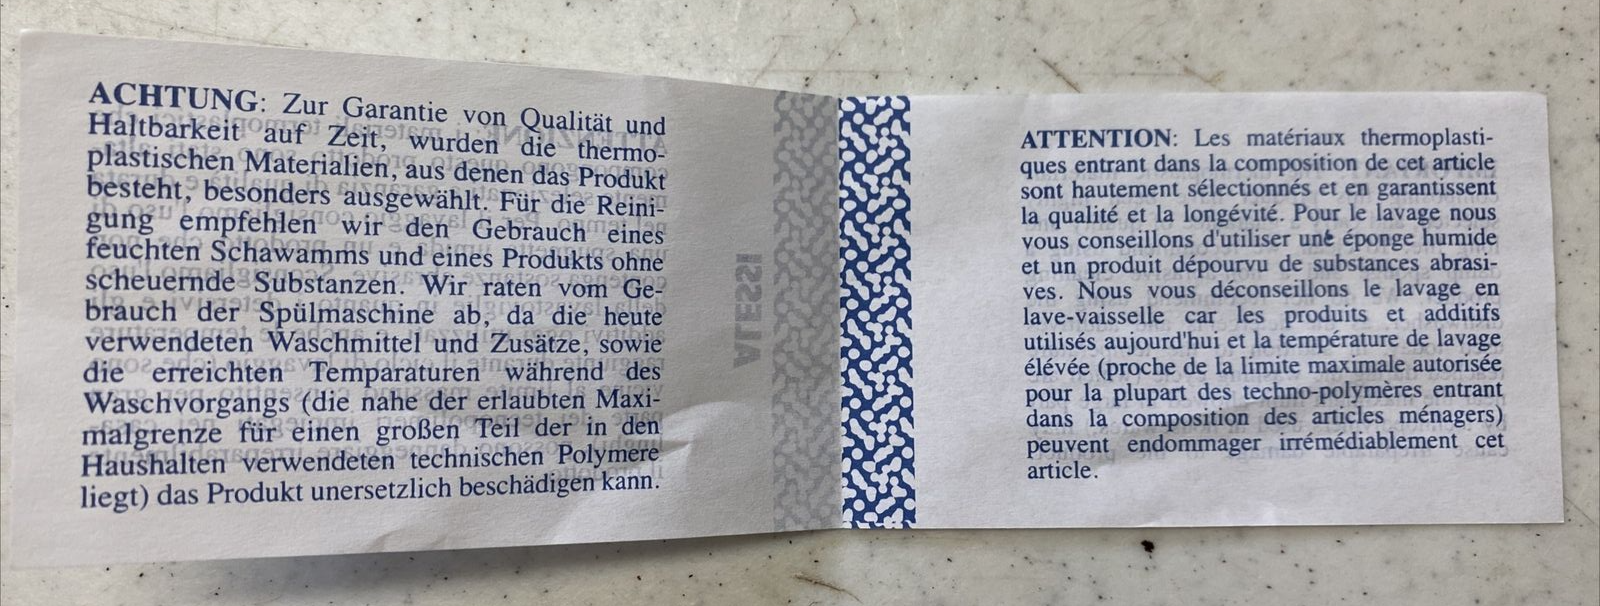 ACHTUNG: Zur Garantie von Qualität und
Haltbarkeit auf Zeit, wurden die thermo-
plastischen Materialien, aus denen das Produkt
besteht, besonders ausgewählt. Für die Reini-
gung empfehlen wir den Gebrauch eines
feuchten Schawamms und eines Produkts ohne
scheuernde Substanzen. Wir raten vom Ge-
brauch der Spülmaschine ab, da die heute
verwendeten Waschmittel und Zusätze, sowie
die erreichten Temparaturen während des
Waschvorgangs (die nahe der erlaubten Maxi-
malgrenze für einen großen Teil der in den
Haushalten verwendeten technischen Polymere
liegt) das Produkt unersetzlich beschädigen kann.
ALESSI
ATTENTION: Les matériaux thermoplasti-
ques entrant dans la composition de cet article
sont hautement sélectionnés et en garantissent
la qualité et la longévité. Pour le lavage nous
vous conseillons d'utiliser une éponge humide
et un produit dépourvu de substances abrasi-
ves. Nous vous déconseillons le lavage en
lave-vaisselle car les produits et additifs
utilisés aujourd'hui et la température de lavage
élévée (proche de la limite maximale autorisée
pour la plupart des techno-polymères entrant
dans la composition des articles ménagers)
peuvent endommager irrémédiablement cet
article.